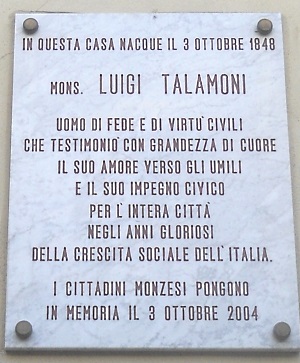 IN QUESTA CASA NACQUE IL 3 OTTOBRE 1848
MONS. LUIGI TALAMONI
UOMO DI FEDE E DI VIRTU' CIVILI
CHE TESTIMONIÒ CON GRANDEZZA DI CUORE
IL SUO AMORE VERSO GLI UMILI
E IL SUO IMPEGNO CIVICO
PER L'INTERA CITTÀ
NEGLI ANNI GLORIOSI
DELLA CRESCITA SOCIALE DELL'ITALIA.
I CITTADINI MONZESI PONGONO
IN MEMORIA IL 3 OTTOBRE 2004